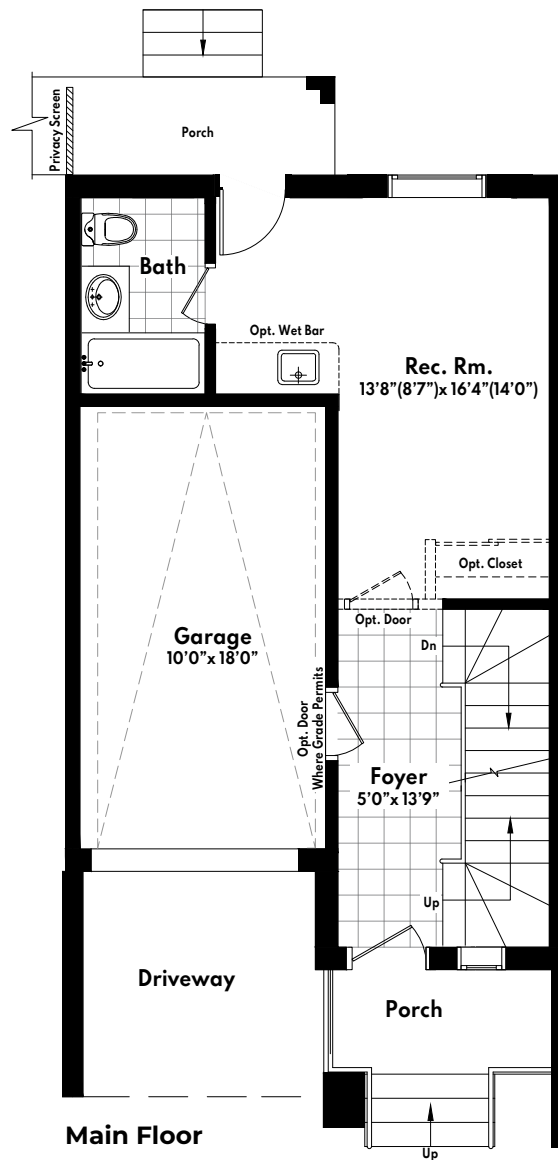 Privacy Screen
Porch
Bath
Opt. Wet Bar
Rec. Rm.
13'8"(8'7")x 16'4"(14'0")
Opt. Closet
Opt. Door
Garage
10'0"x 18'0"
Dn
Opt. Door
Where Grade Permits
Foyer
5'0"x 13'9"
Up
Driveway
Porch
Main Floor
Up